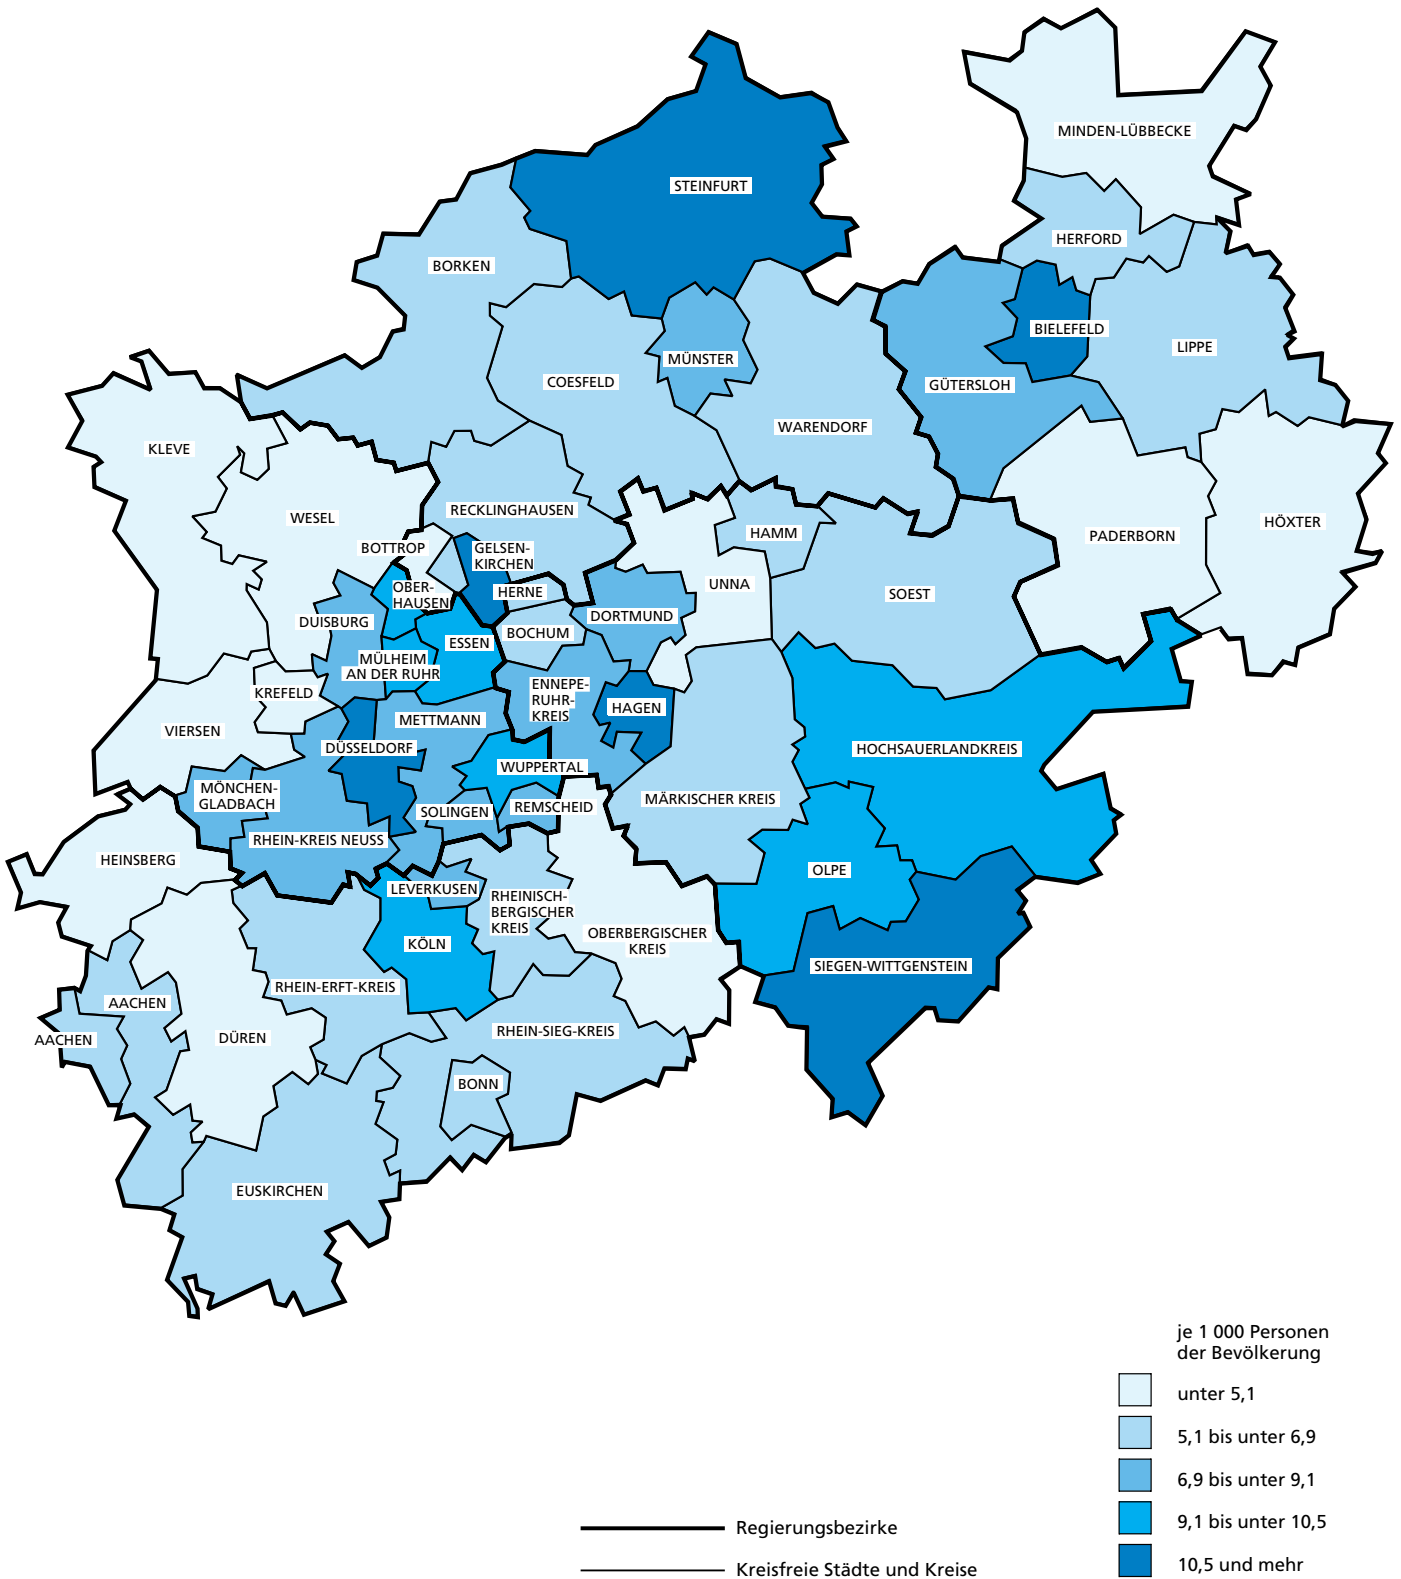 MINDEN-LÜBBECKE
STEINFURT
HERFORD
BORKEN
BIELEFELD
LIPPE
MÜNSTER
COESFELD
GÜTERSLOH
WARENDORF
KLEVE
RECKLINGHAUSEN
WESEL
HÖXTER
HAMM
PADERBORN
BOTTROP
GELSEN-
KIRCHEN
UNNA
OBER-
HAUSEN
HERNE
SOEST
DORTMUND
DUISBURG
BOCHUM
ESSEN
MÜLHEIM
AN DER RUHR
KREFELD
ENNEPE-
RUHR-
KREIS
HAGEN
METTMANN
VIERSEN
DÜSSELDORF
HOCHSAUERLANDKREIS
WUPPERTAL
MÖNCHEN-
GLADBACH
MÄRKISCHER KREIS
REMSCHEID
SOLINGEN
RHEIN-KREIS NEUSS
HEINSBERG
OLPE
LEVERKUSEN
RHEINISCH-
BERGISCHER
KREIS
OBERBERGISCHER
KREIS
KÖLN
SIEGEN-WITTGENSTEIN
RHEIN-ERFT-KREIS
AACHEN
RHEIN-SIEG-KREIS
DÜREN
AACHEN
BONN
EUSKIRCHEN
je 1 000 Personen
der Bevölkerung
unter 5,1
5,1 bis unter 6,9
6,9 bis unter 9,1
9,1 bis unter 10,5
10,5 und mehr
Regierungsbezirke
Kreisfreie Städte und Kreise